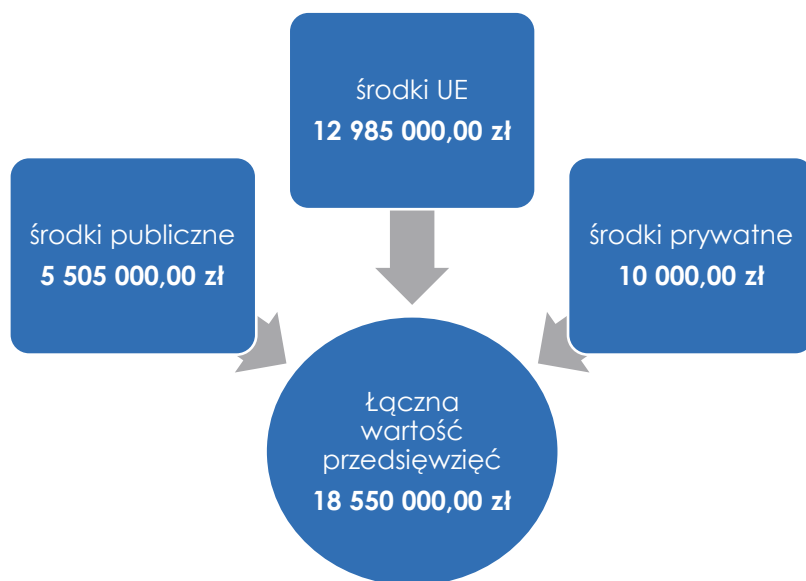 środki UE
12 985 000,00 zł
środki publiczne
5 505 000,00 zł
środki prywatne
10 000,00 zł
Łączna
wartość
przedsięwzięć
18 550 000,00 zł